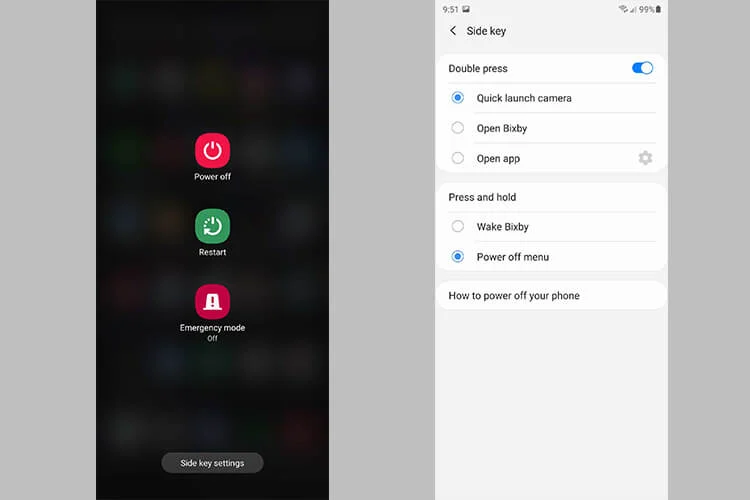 Power off
Restart
Emergency mode
Off
Side key settings
9:51 99%
Side key
Double press
Quick launch camera
Open Bixby
Open app
Press and hold
Wake Bixby
Power off menu
How to power off your phone